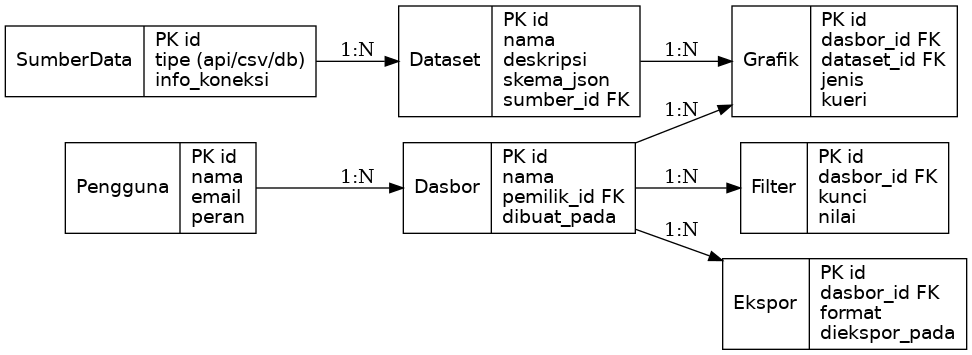 SumberData
PK id
tipe (api/csv/db)
info_koneksi
1:N
Dataset
PK id
nama
deskripsi
skema_json
sumber_id FK
1:N
Grafik
PK id
dasbor_id FK
dataset_id FK
jenis
kueri
Pengguna
PK id
nama
email
peran
1:N
Dasbor
PK id
nama
pemilik_id FK
dibuat_pada
1:N
1:N
Filter
PK id
dasbor_id FK
kunci
nilai
1:N
Ekspor
PK id
dasbor_id FK
format
diekspor_pada